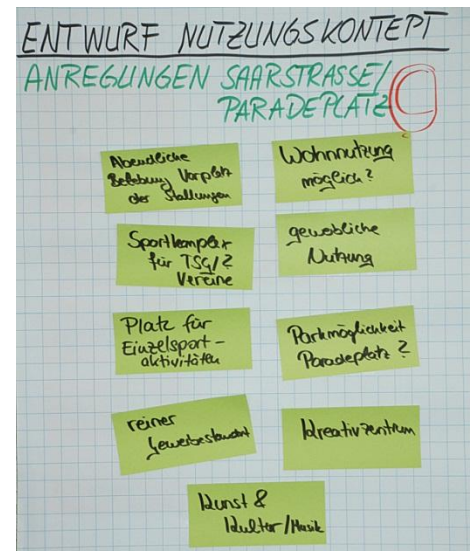 ENTWURF NUTZUNGSKONTEPT
ANREGUNGEN SAARSTRASSE/
PARADEPLATZ C
Abendliche
Belebung Vorplatz
der Stallungen
Wohnnutzung
möglich?
Sportkomplex
für TSG/2
Vereine
gewerbliche
Nutzung
Platz für
Einzelsport-
aktivitäten
Parkmöglichkeit
Paradeplatz?
reiner
Gewerbestandort
Kreativzentrum
Kunst &
Kultur/Musik